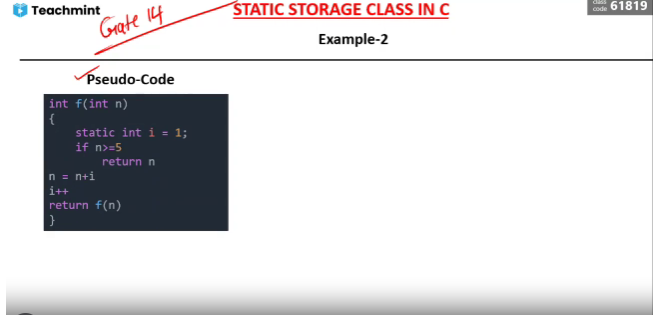 Teachmint
Gate 14
STATIC STORAGE CLASS IN C
class code 61819
Example-2
Pseudo-Code
int f(int n)
{
static int i = 1;
if n>=5
return n
n = n+i
i++
return f(n)
}